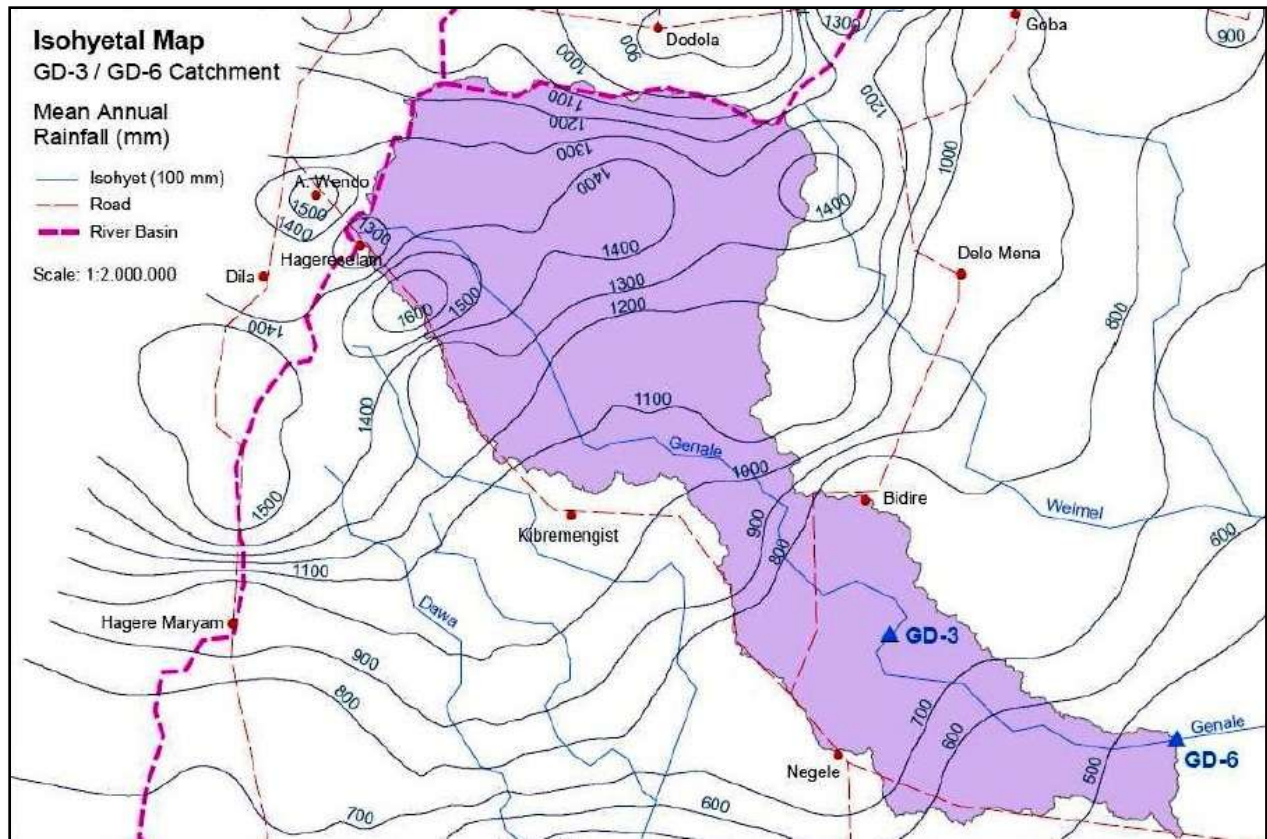 Isohyetal Map
GD-3 / GD-6 Catchment
Mean Annual
Rainfall (mm)
Isohyet (100 mm)
Road
River Basin
Scale: 1:2.000.000
Dodola
Goba
1300
900
900
1000
1100
1200
1200
1300
1000
1400
1400
A. Wendo
1500
1400
1300
Hagereselam
Dila
1400
1300
1200
1500
1600
Delo Mena
800
1400
1400
1100
Genale
1000
1500
Bidire
Weimel
Kibremengist
900
800
600
1100
Dawa
Hagere Maryam
GD-3
900
800
700
600
Genale
GD-6
500
Negele
700
600